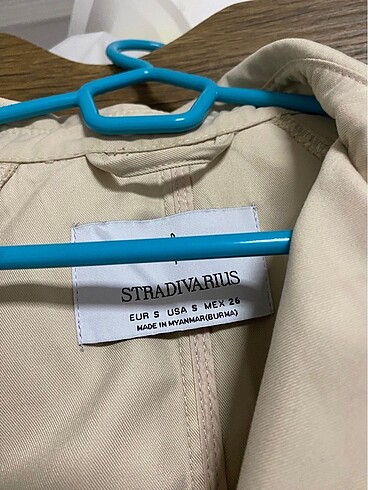 STRADIVARIUS
EUR S USA S MEX 26
MADE IN MYANMAR(BURMA)